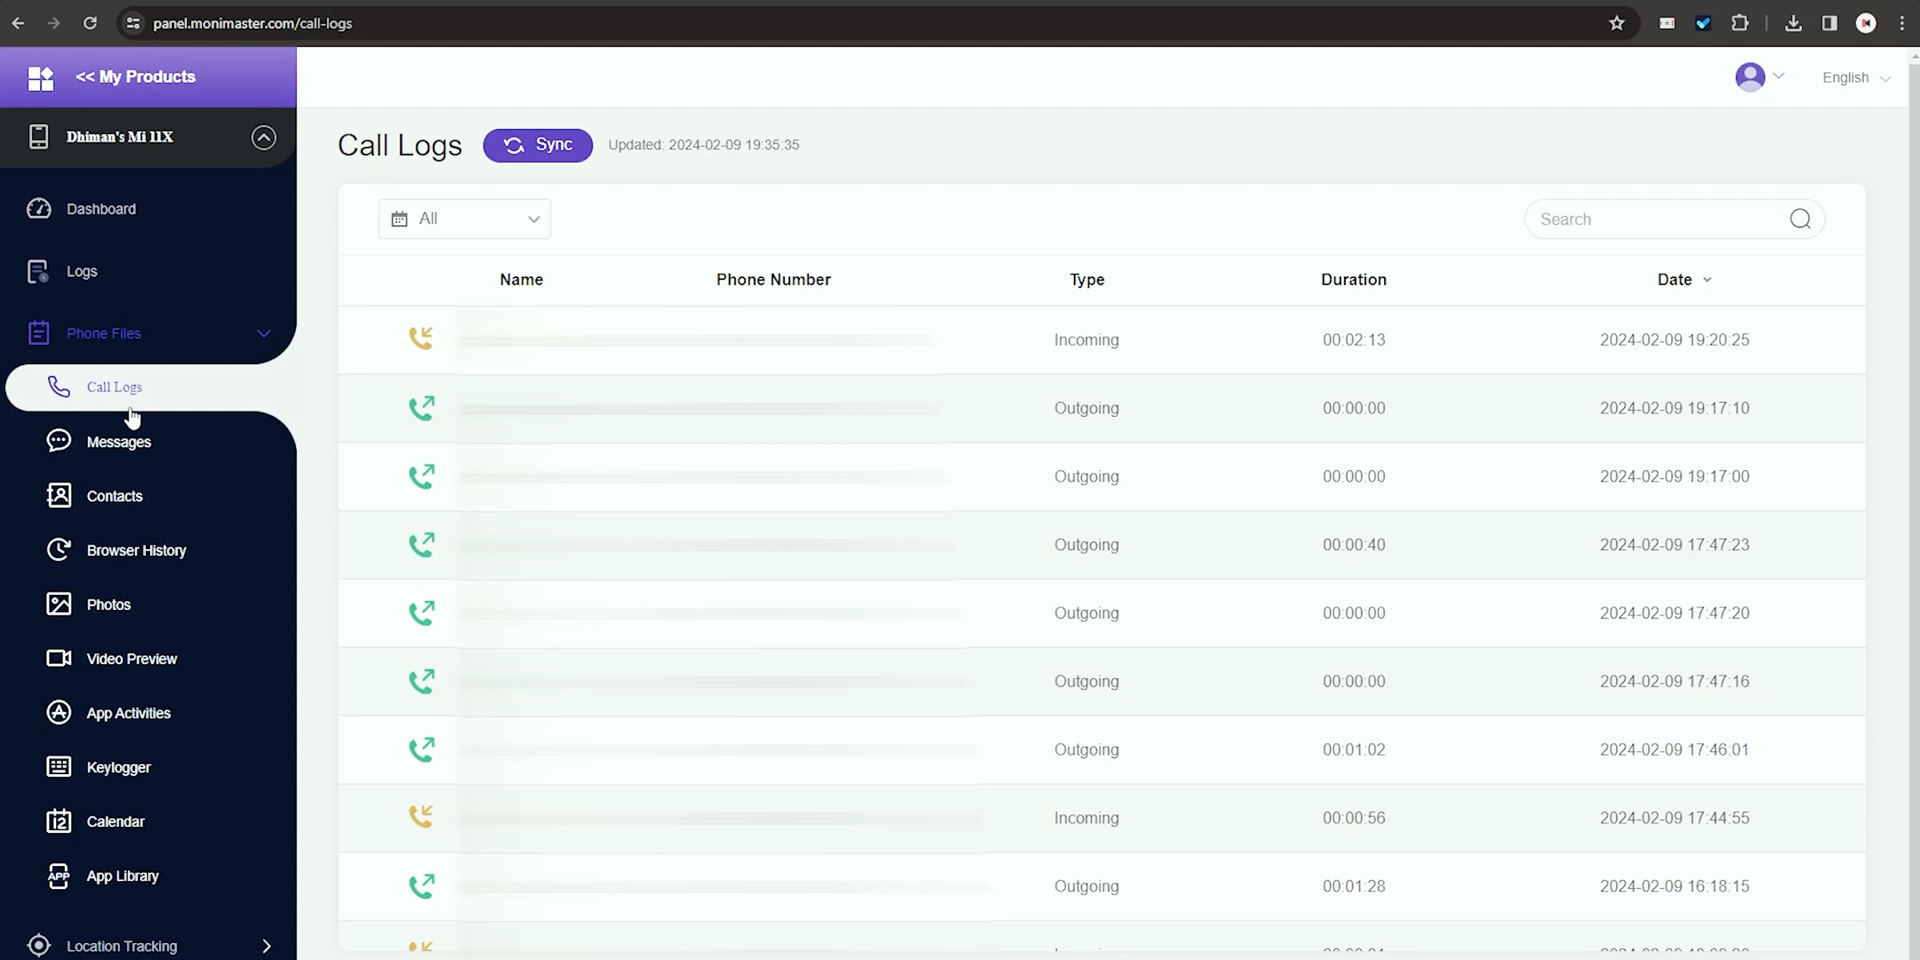 panel.monimaster.com/call-logs
<< My Products
English
Dhiman's Mi 11X
Call Logs
Sync
Updated: 2024-02-09 19:35:35
Dashboard
All
Search
Logs
Name Phone Number Type Duration Date
Phone Files
Incoming 00:02:13 2024-02-09 19:20:25
Call Logs
Outgoing 00:00:00 2024-02-09 19:17:10
Messages
Outgoing 00:00:00 2024-02-09 19:17:00
Contacts
Outgoing 00:00:40 2024-02-09 17:47:23
Browser History
Outgoing 00:00:00 2024-02-09 17:47:20
Photos
Outgoing 00:00:00 2024-02-09 17:47:16
Video Preview
Outgoing 00:01:02 2024-02-09 17:46:01
App Activities
Keylogger
Incoming 00:00:56 2024-02-09 17:44:55
12
Calendar
APP
App Library
Outgoing 00:01:28 2024-02-09 16:18:15
Location Tracking